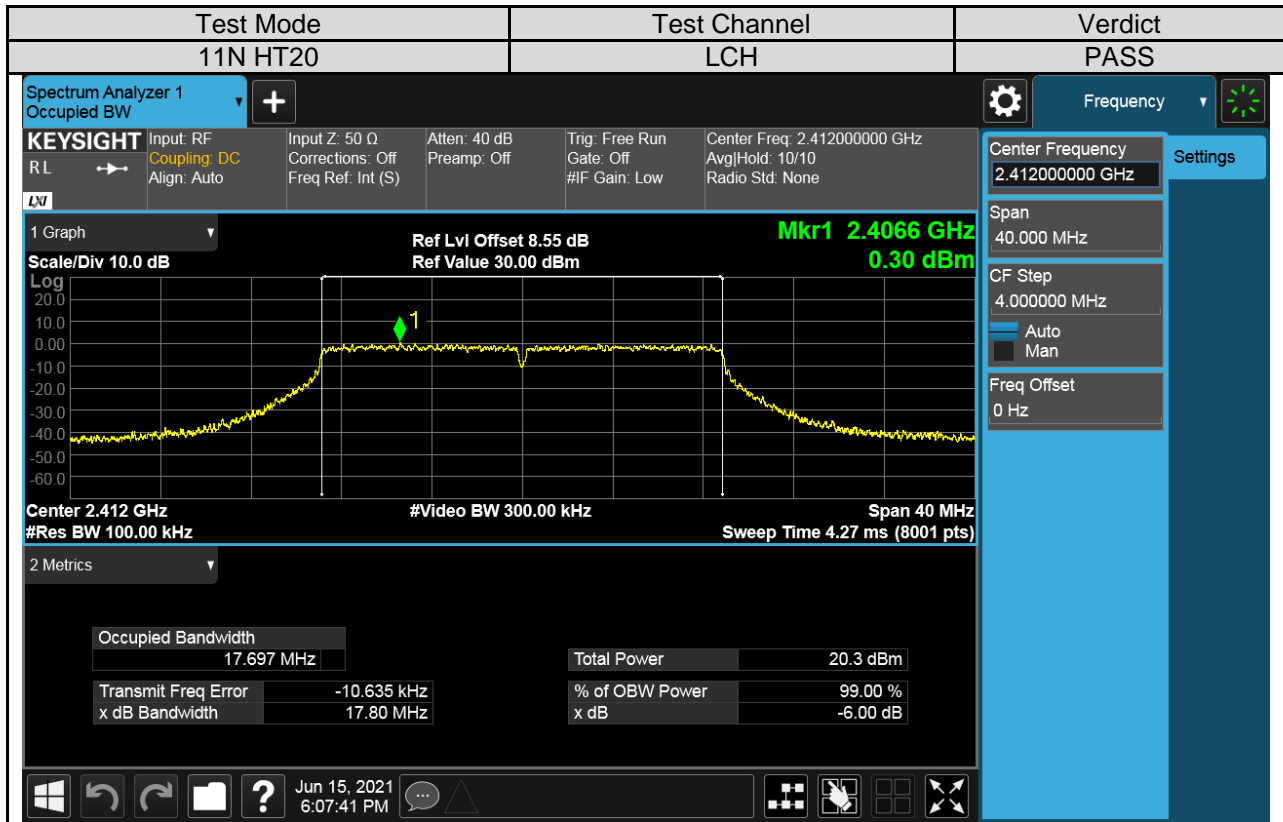 Test Mode Test Channel Verdict
11N HT20 LCH PASS
Spectrum Analyzer 1
Occupied BW
+
Frequency
KEYSIGHT
R L
LXI
Input: RF
Coupling: DC
Align: Auto
Input Z: 50 Ω
Corrections: Off
Freq Ref: Int (S)
Atten: 40 dB
Preamp: Off
Trig: Free Run
Gate: Off
#IF Gain: Low
Center Freq: 2.412000000 GHz
Avg|Hold: 10/10
Radio Std: None
Center Frequency
2.412000000 GHz
Settings
Span
40.000 MHz
CF Step
4.000000 MHz
Auto
Man
Freq Offset
0 Hz
1 Graph
Scale/Div 10.0 dB
Ref Lvl Offset 8.55 dB
Ref Value 30.00 dBm
Mkr1 2.4066 GHz
0.30 dBm
Log
20.0
10.0
0.00
-10.0
-20.0
-30.0
-40.0
-50.0
-60.0
1
Center 2.412 GHz #Video BW 300.00 kHz Span 40 MHz
#Res BW 100.00 kHz Sweep Time 4.27 ms (8001 pts)
2 Metrics
Occupied Bandwidth
17.697 MHz
Total Power 20.3 dBm
Transmit Freq Error -10.635 kHz
% of OBW Power 99.00 %
x dB Bandwidth 17.80 MHz
x dB -6.00 dB
?
Jun 15, 2021
6:07:41 PM